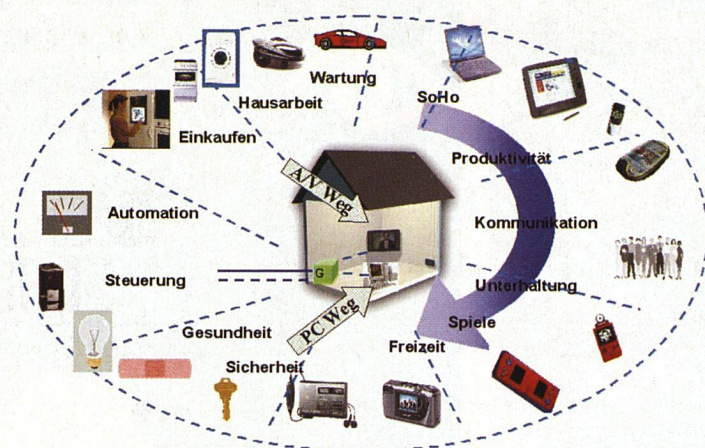 Wartung
Hausarbeit
Einkaufen
SoHo
Produktivität
A/V Weg
Automation
Kommunikation
Steuerung
G
Unterhaltung
Gesundheit
PC Weg
Spiele
Sicherheit
Freizeit